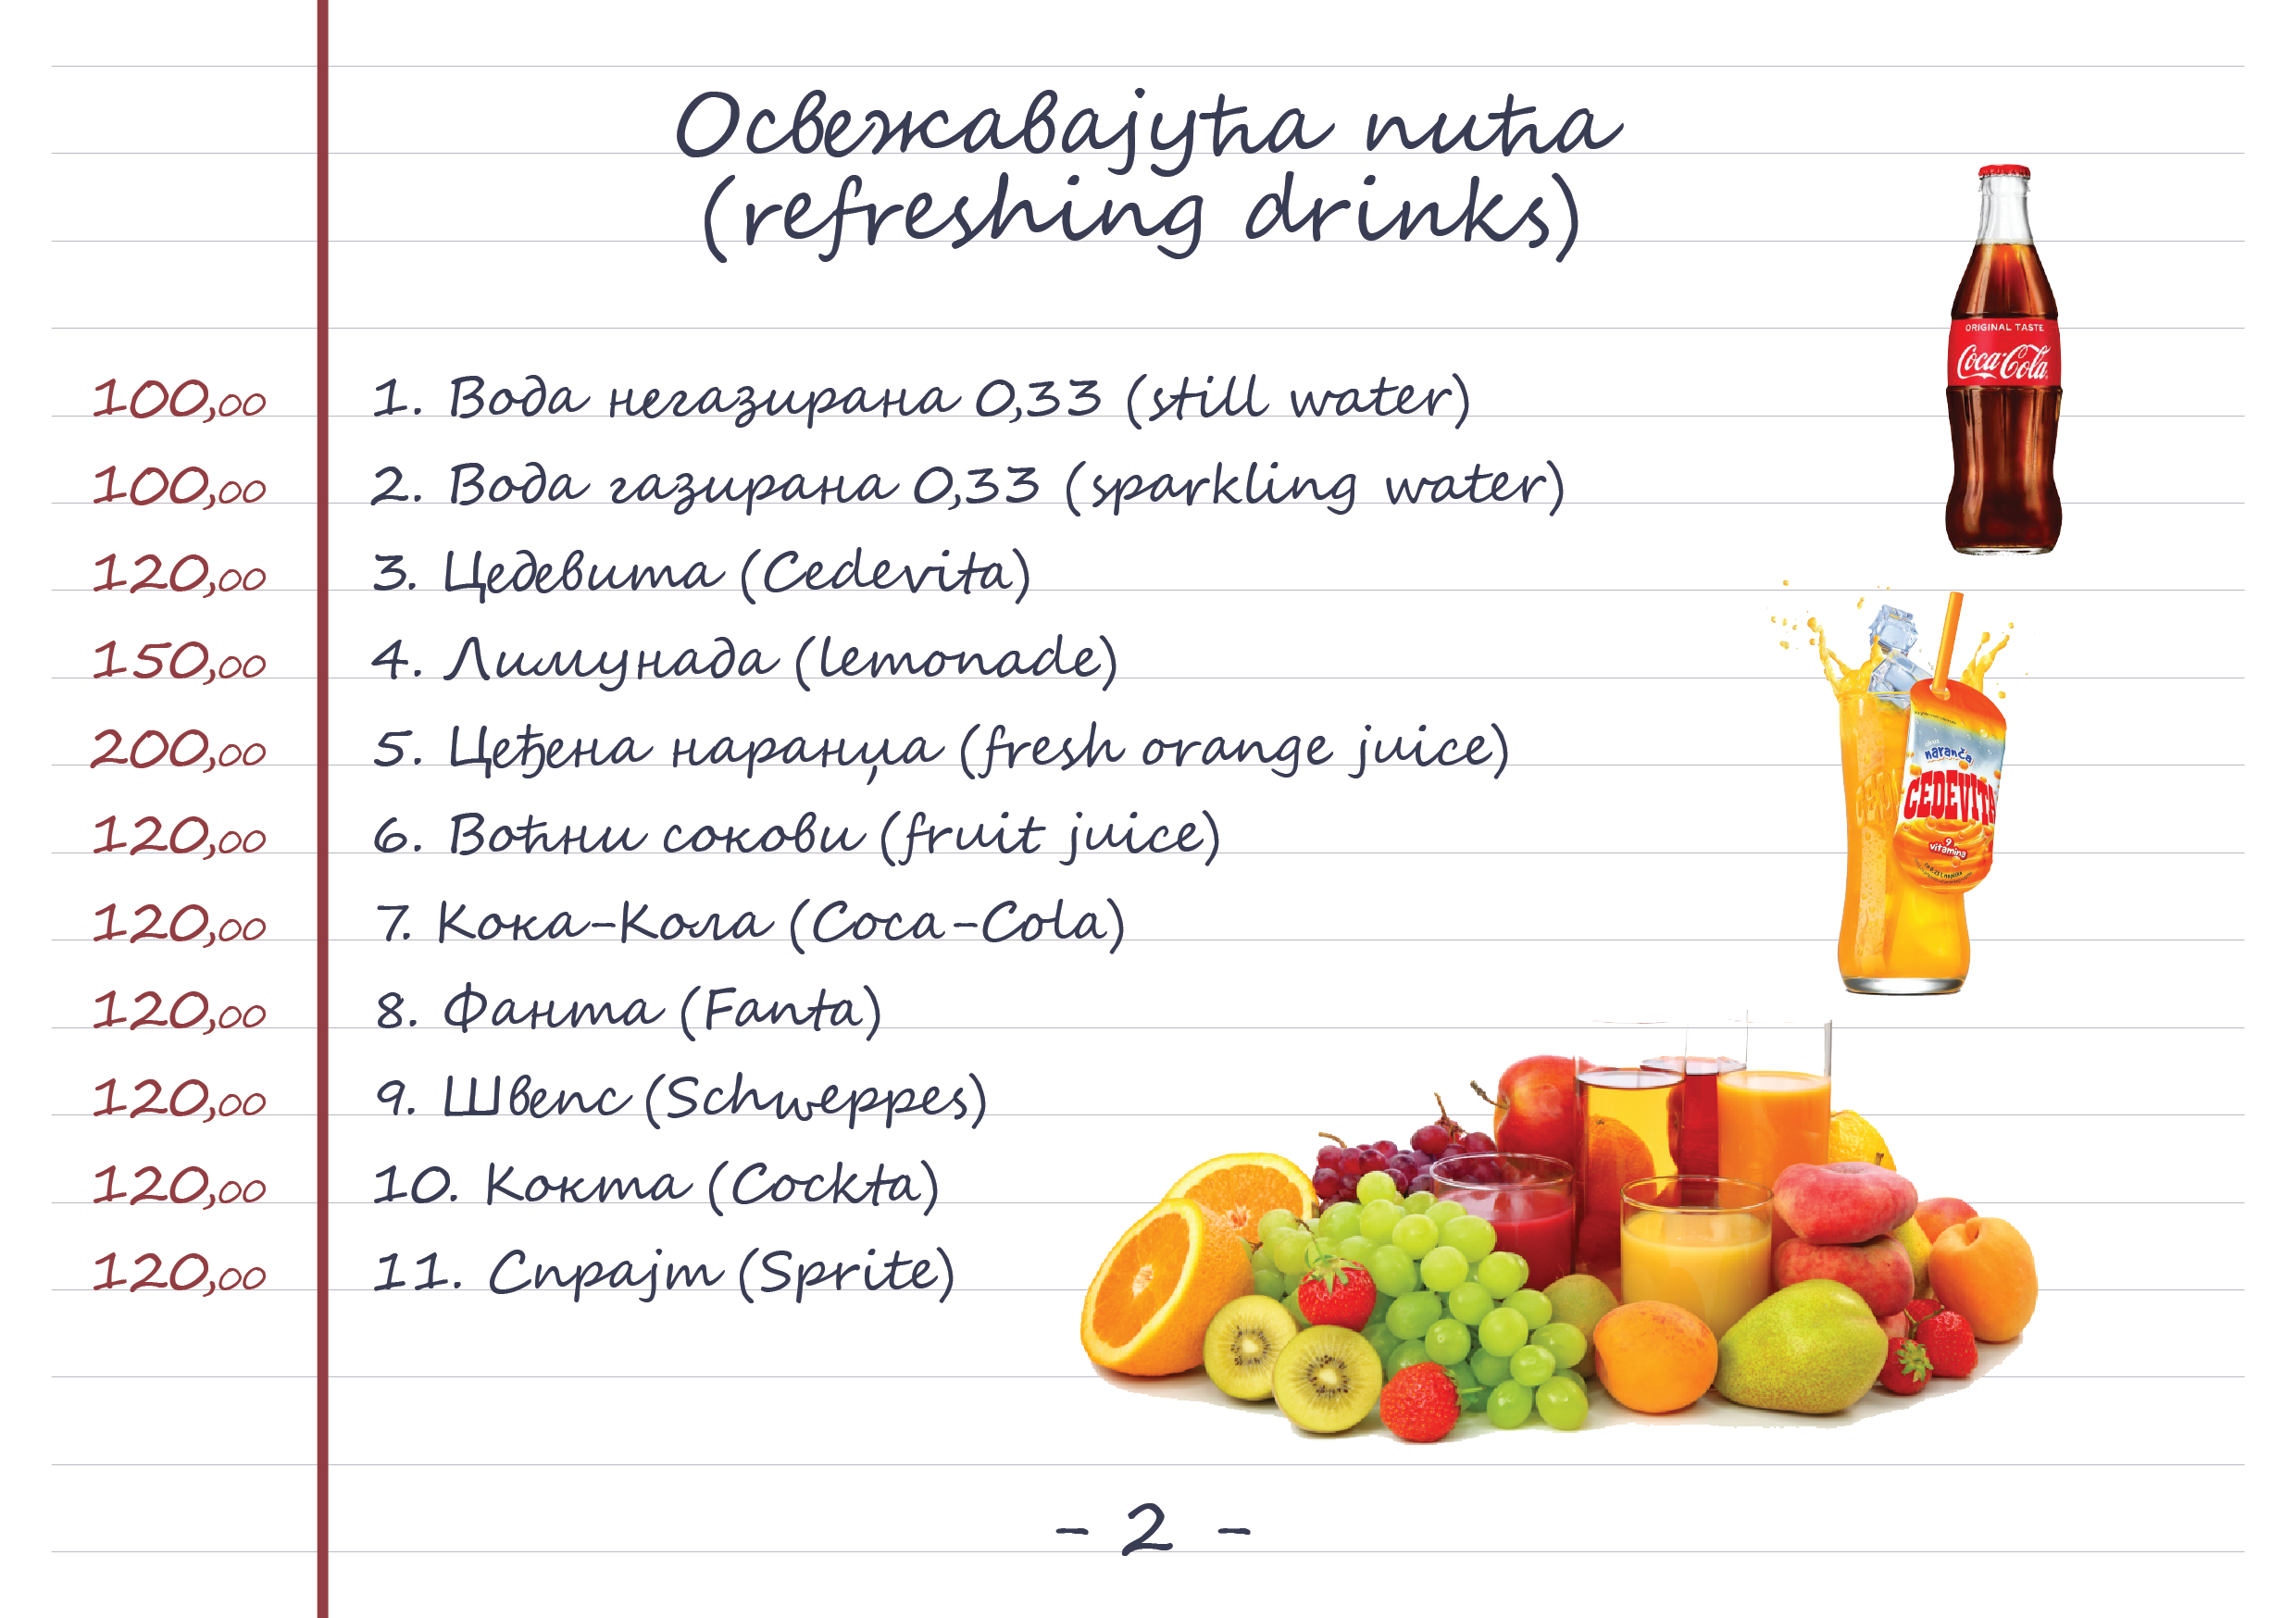 Освежавајућа пића
(refreshing drinks)
100,00 1. Вода негазирана 0,33 (still water)
100,00 2. Вода газирана 0,33 (sparkling water)
120,00 3. Цедевита (Cedevita)
150,00 4. Лимунада (lemonade)
200,00 5. Цеђена наранџа (fresh orange juice)
120,00 6. Воћни сокови (fruit juice)
120,00 7. Кока-Кола (Coca-Cola)
120,00 8. Фанта (Fanta)
120,00 9. Швепс (Schweppes)
120,00 10. Кокта (Cockta)
120,00 11. Спрајт (Sprite)
ORIGINAL TASTE
Coca-Cola
naranča
CEDEVITA
9
vitamina
- 2 -